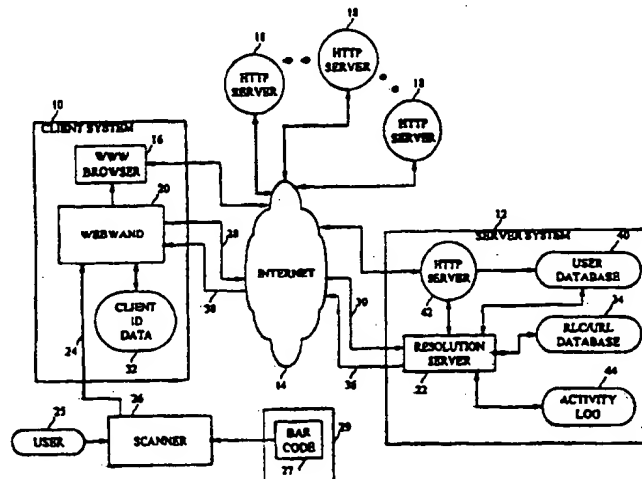 18
HTTP
SERVER
18
HTTP
SERVER
18
HTTP
SERVER
10
CLIENT SYSTEM
16
WWW
BROWSER
20
WEBWAND
28
38
CLIENT
ID DATA
32
24
INTERNET
14
39
36
12
SERVER SYSTEM
HTTP
SERVER
42
40
USER
DATABASE
34
RLC/URL
DATABASE
RESOLUTION
SERVER
22
44
ACTIVITY
LOG
25
USER
26
SCANNER
BAR
CODE
27
29